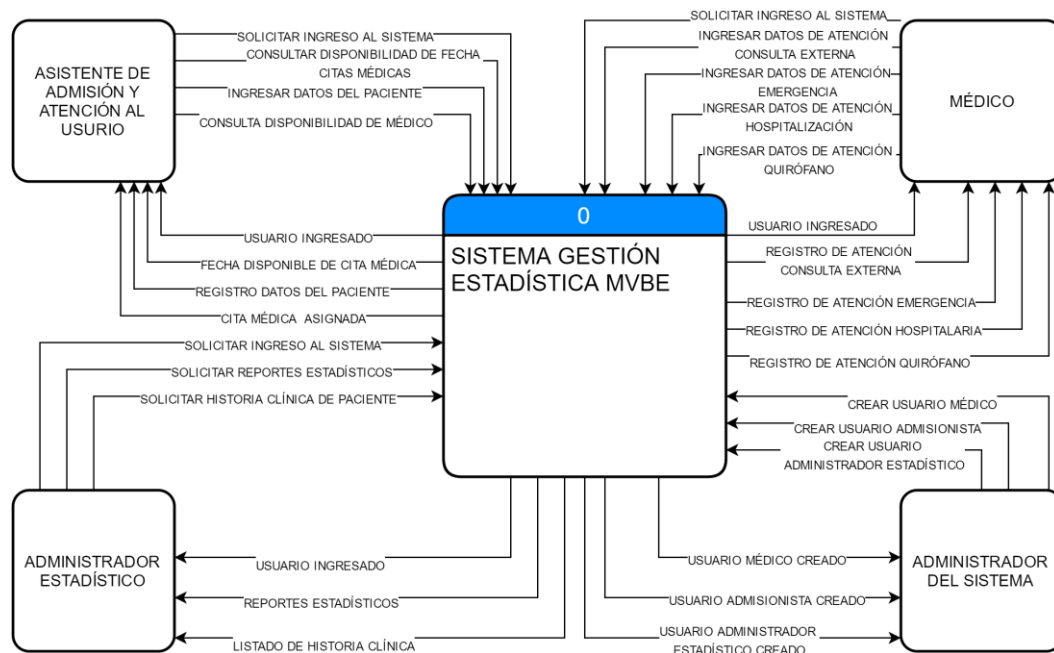 SOLICITAR INGRESO AL SISTEMA
CONSULTAR DISPONIBILIDAD DE FECHA
CITAS MÉDICAS
INGRESAR DATOS DEL PACIENTE
CONSULTA DISPONIBILIDAD DE MÉDICO
ASISTENTE DE
ADMISIÓN Y
ATENCIÓN AL
USURIO
SOLICITAR INGRESO AL SISTEMA
INGRESAR DATOS DE ATENCIÓN
CONSULTA EXTERNA
INGRESAR DATOS DE ATENCIÓN
EMERGENCIA
INGRESAR DATOS DE ATENCIÓN
HOSPITALIZACIÓN
INGRESAR DATOS DE ATENCIÓN
QUIRÓFANO
MÉDICO
0
SISTEMA GESTIÓN
ESTADÍSTICA MVBE
USUARIO INGRESADO
FECHA DISPONIBLE DE CITA MÉDICA
REGISTRO DATOS DEL PACIENTE
CITA MÉDICA ASIGNADA
SOLICITAR INGRESO AL SISTEMA
SOLICITAR REPORTES ESTADÍSTICOS
SOLICITAR HISTORIA CLÍNICA DE PACIENTE
USUARIO INGRESADO
REGISTRO DE ATENCIÓN
CONSULTA EXTERNA
REGISTRO DE ATENCIÓN EMERGENCIA
REGISTRO DE ATENCIÓN HOSPITALARIA
REGISTRO DE ATENCIÓN QUIRÓFANO
CREAR USUARIO MÉDICO
CREAR USUARIO ADMISIONISTA
CREAR USUARIO
ADMINISTRADOR ESTADÍSTICO
ADMINISTRADOR
ESTADÍSTICO
USUARIO INGRESADO
REPORTES ESTADÍSTICOS
LISTADO DE HISTORIA CLÍNICA
USUARIO MÉDICO CREADO
USUARIO ADMISIONISTA CREADO
USUARIO ADMINISTRADOR
ESTADÍSTICO CREADO
ADMINISTRADOR
DEL SISTEMA